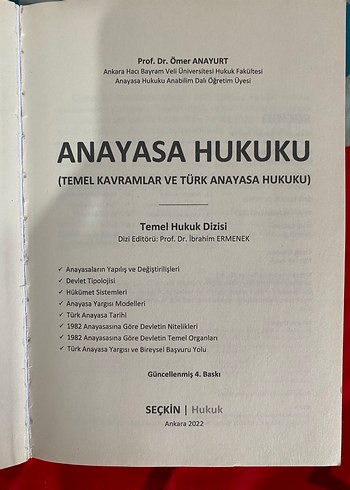 Prof. Dr. Ömer ANAYURT
Ankara Hacı Bayram Veli Üniversitesi Hukuk Fakültesi
Anayasa Hukuku Anabilim Dalı Öğretim Üyesi
ANAYASA HUKUKU
(TEMEL KAVRAMLAR VE TÜRK ANAYASA HUKUKU)
Temel Hukuk Dizisi
Dizi Editörü: Prof. Dr. İbrahim ERMENEK
✓ Anayasaların Yapılış ve Değiştirilişleri
✓ Devlet Tipolojisi
✓ Hükûmet Sistemleri
✓ Anayasa Yargısı Modelleri
✓ Türk Anayasa Tarihi
✓ 1982 Anayasasına Göre Devletin Nitelikleri
✓ 1982 Anayasasına Göre Devletin Temel Organları
✓ Türk Anayasa Yargısı ve Bireysel Başvuru Yolu
Güncellenmiş 4. Baskı
SEÇKİN | Hukuk
Ankara 2022